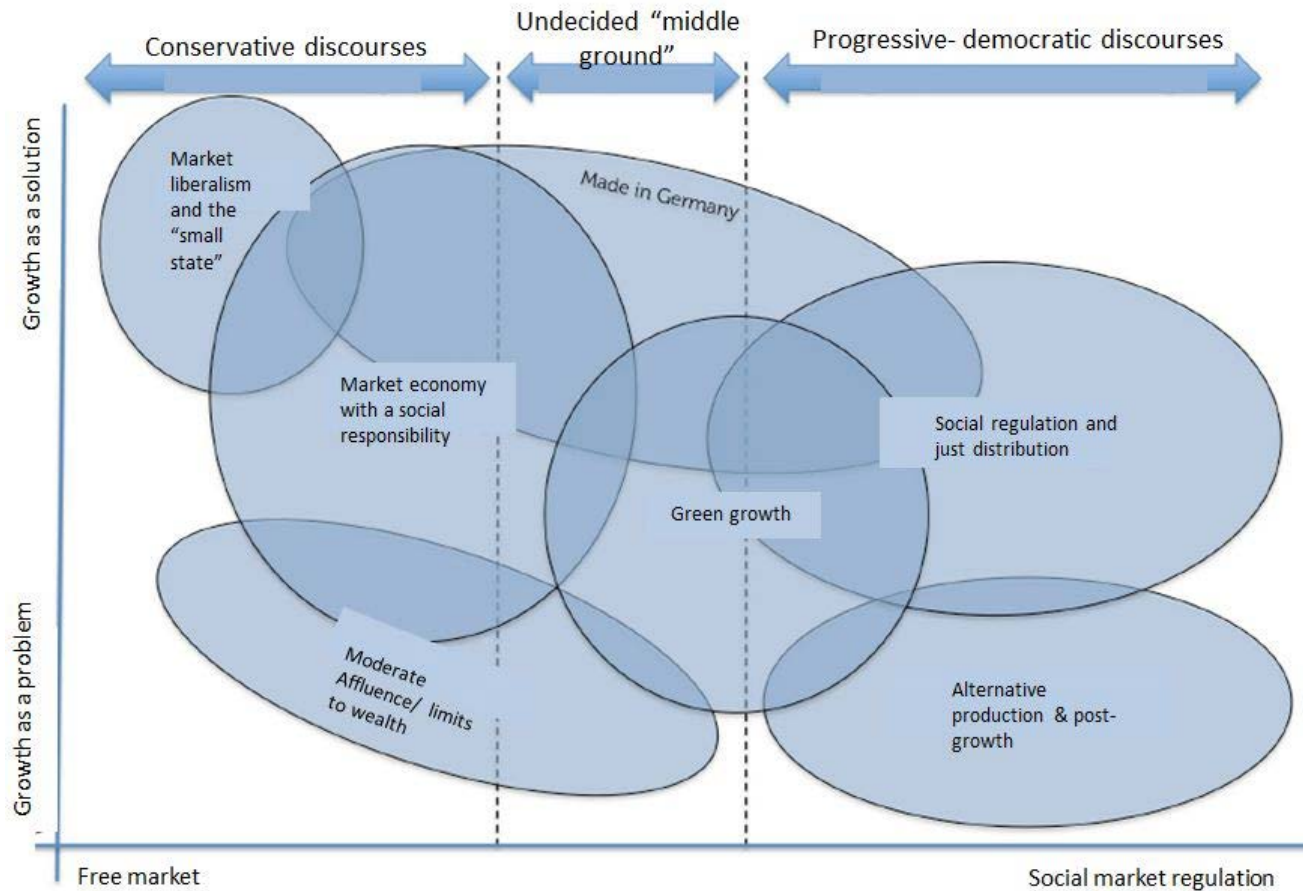 Conservative discourses
Undecided “middle
ground”
Progressive- democratic discourses
Growth as a solution
Growth as a problem
Market
liberalism
and the
“small
state”
Made in Germany
Market economy
with a social
responsibility
Social regulation and
just distribution
Green growth
Moderate
Affluence/ limits
to wealth
Alternative
production & post-
growth
Free market
Social market regulation